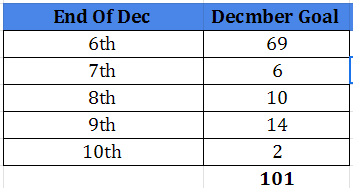 End Of Dec Decmber Goal
6th 69
7th 6
8th 10
9th 14
10th 2
101